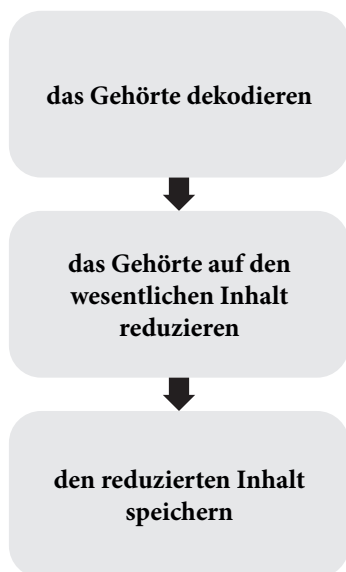 das Gehörte dekodieren
das Gehörte auf den
wesentlichen Inhalt
reduzieren
den reduzierten Inhalt
speichern